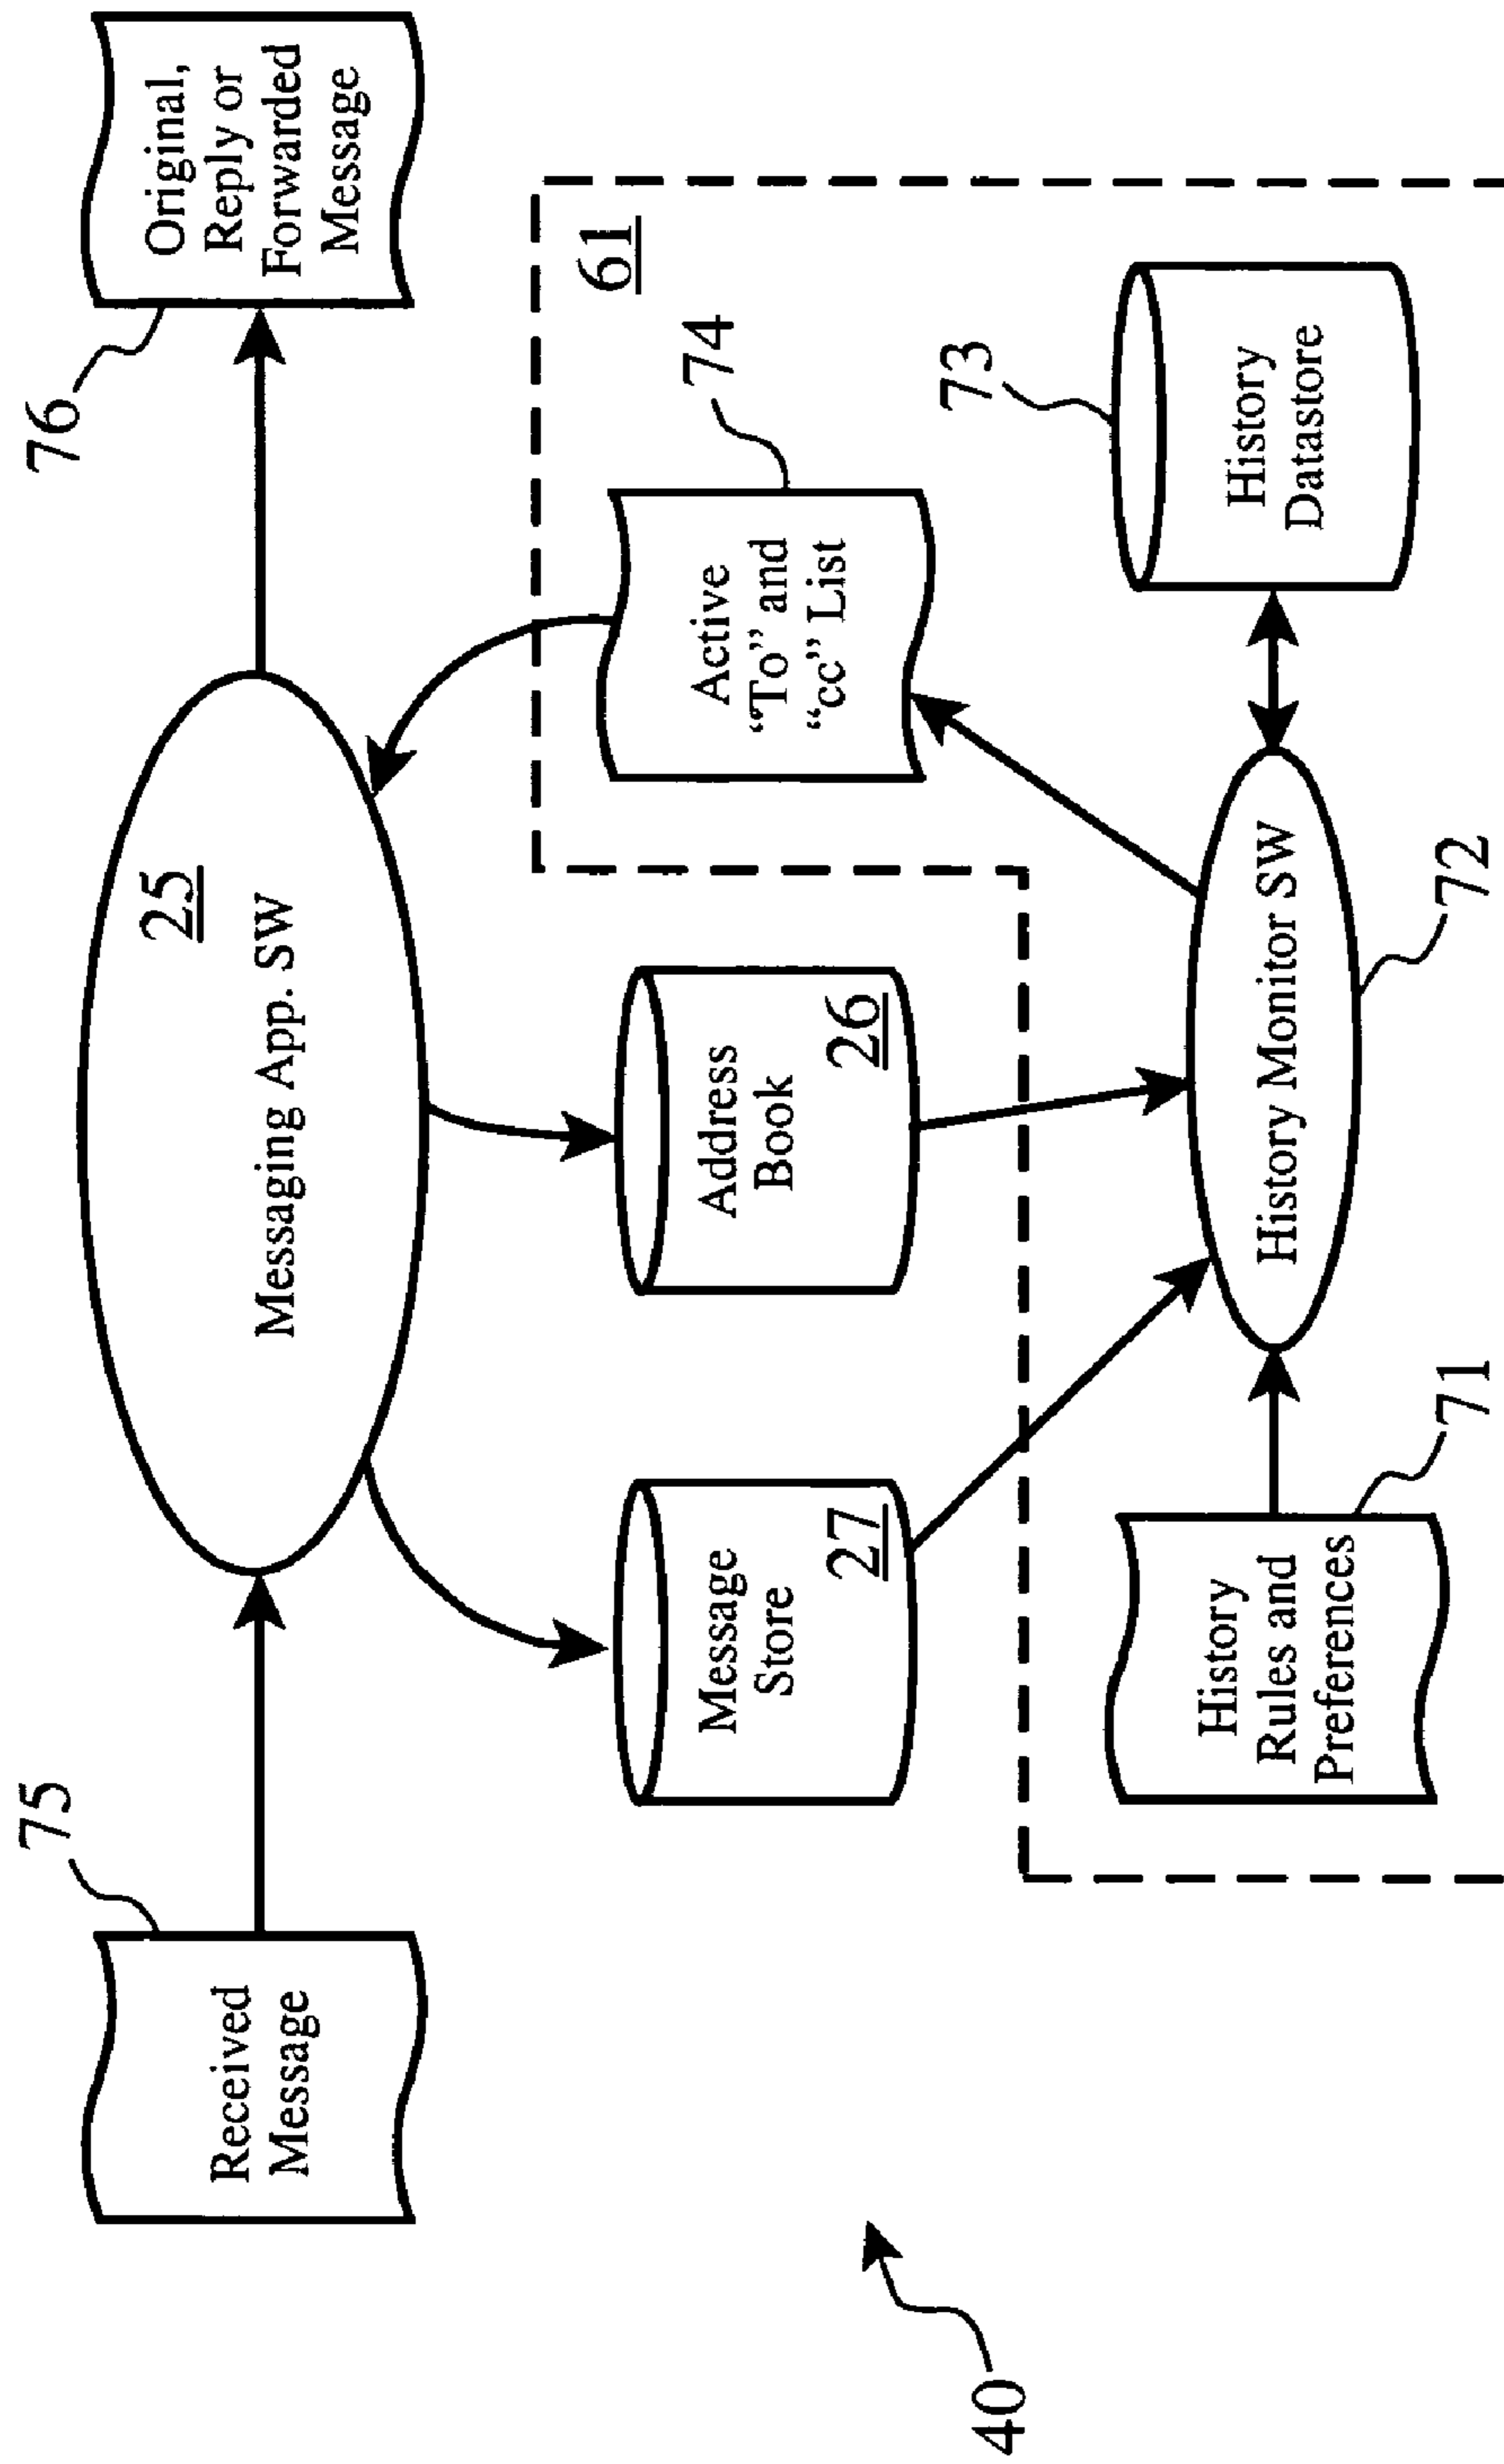 75
Received
Message
25
Messaging App. SW
76
Original,
Reply or
Forwarded
Message
Message
Store
27
Address
Book
26
61
Active
“To” and
“cc” List
74
40
History
Rules and
Preferences
71
History Monitor SW
72
73
History
Datastore